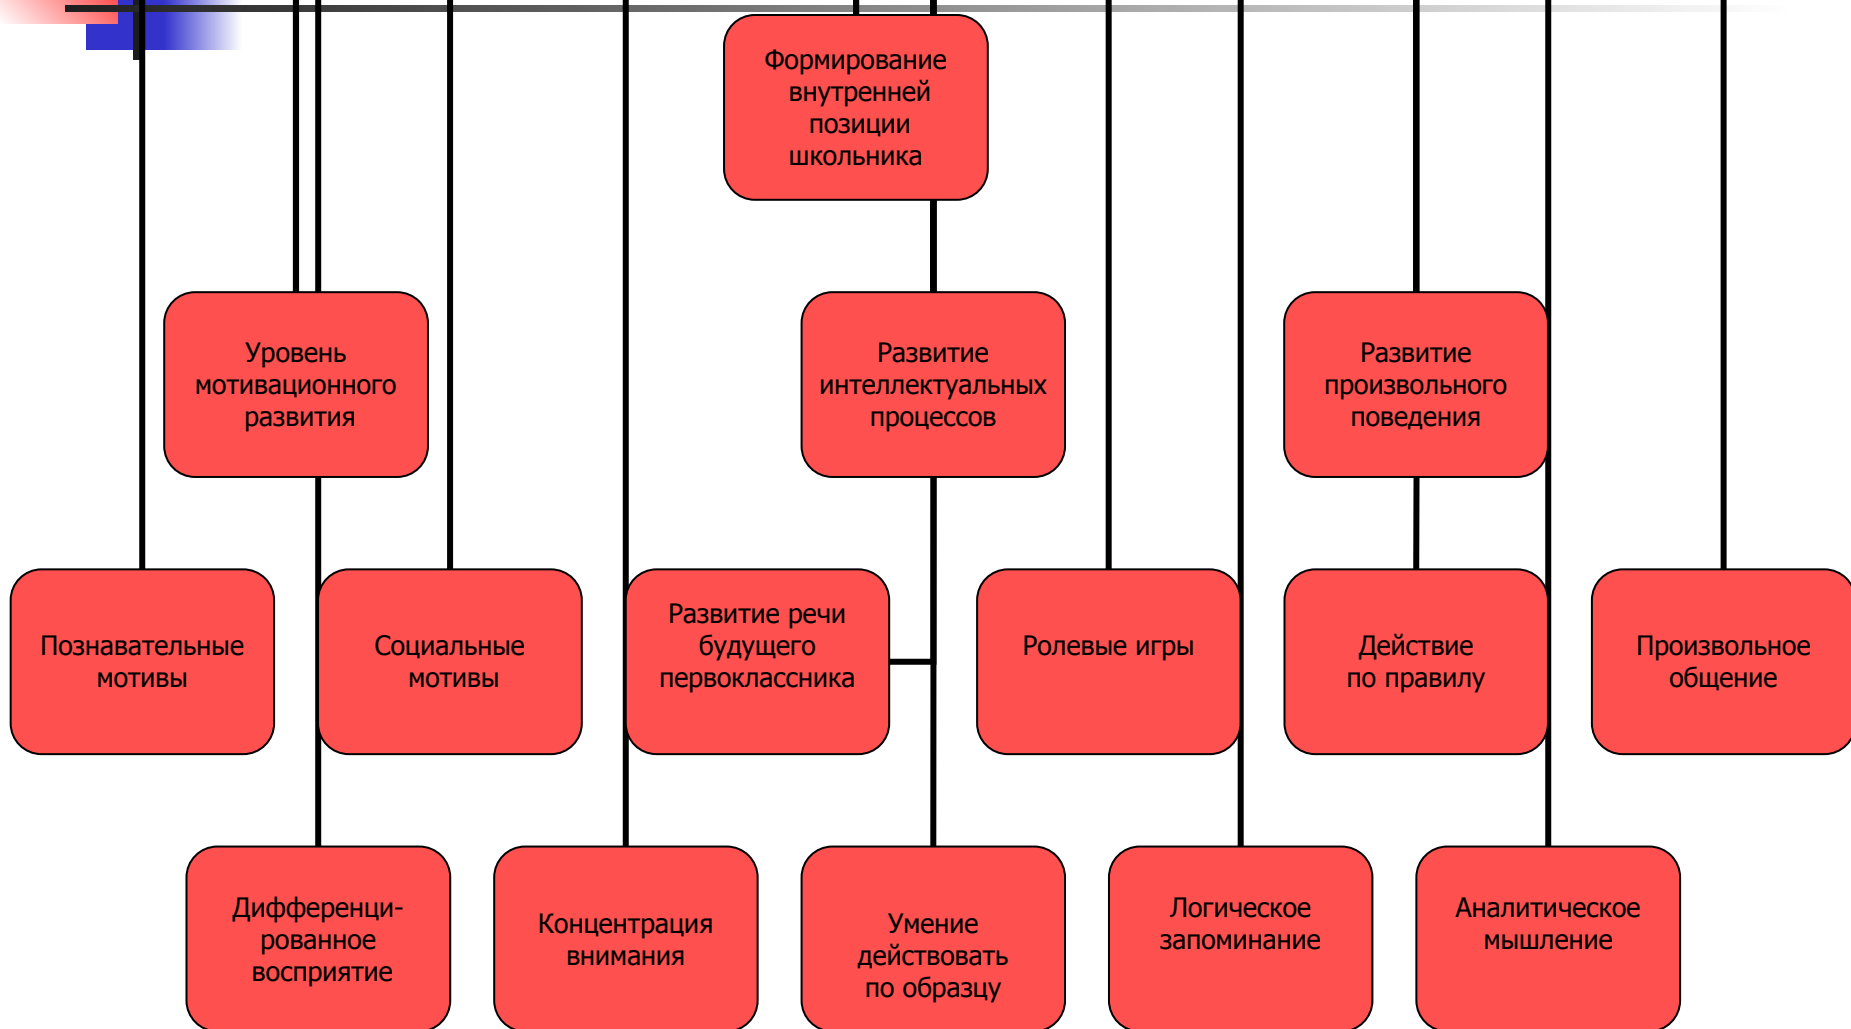 Формирование
внутренней
позиции
школьника
Уровень
мотивационного
развития
Развитие
интеллектуальных
процессов
Развитие
произвольного
поведения
Познавательные
мотивы
Социальные
мотивы
Развитие речи
будущего
первоклассника
Ролевые игры
Действие
по правилу
Произвольное
общение
Дифференци-
рованное
восприятие
Концентрация
внимания
Умение
действовать
по образцу
Логическое
запоминание
Аналитическое
мышление